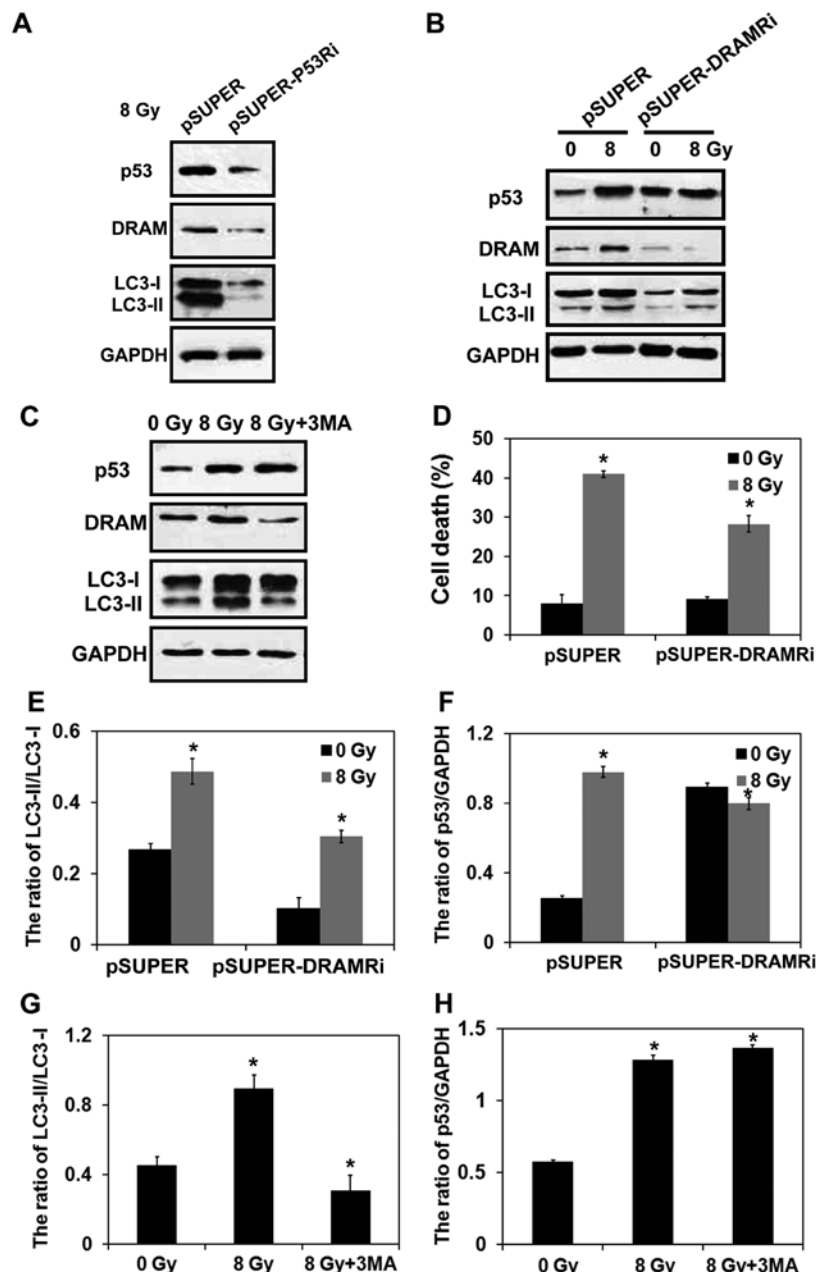 A
8 Gy
pSUPER
pSUPER-P53Ri
p53
DRAM
LC3-I
LC3-II
GAPDH
B
pSUPER
pSUPER-DRAMRi
0 8 0 8 Gy
p53
DRAM
LC3-I
LC3-II
GAPDH
C
0 Gy 8 Gy 8 Gy+3MA
p53
DRAM
LC3-I
LC3-II
GAPDH
D
Cell death (%)
50
40
30
20
10
0
* *
0 Gy
8 Gy
pSUPER pSUPER-DRAMRi
E
The ratio of LC3-II/LC3-I
0.6
0.4
0.2
0
* *
0 Gy
8 Gy
pSUPER pSUPER-DRAMRi
F
The ratio of p53/GAPDH
1.2
0.8
0.4
0
* *
0 Gy
8 Gy
pSUPER pSUPER-DRAMRi
G
The ratio of LC3-II/LC3-I
1.2
0.8
0.4
0
* *
0 Gy 8 Gy 8 Gy+3MA
H
The ratio of p53/GAPDH
1.5
1
0.5
0
* *
0 Gy 8 Gy 8 Gy+3MA